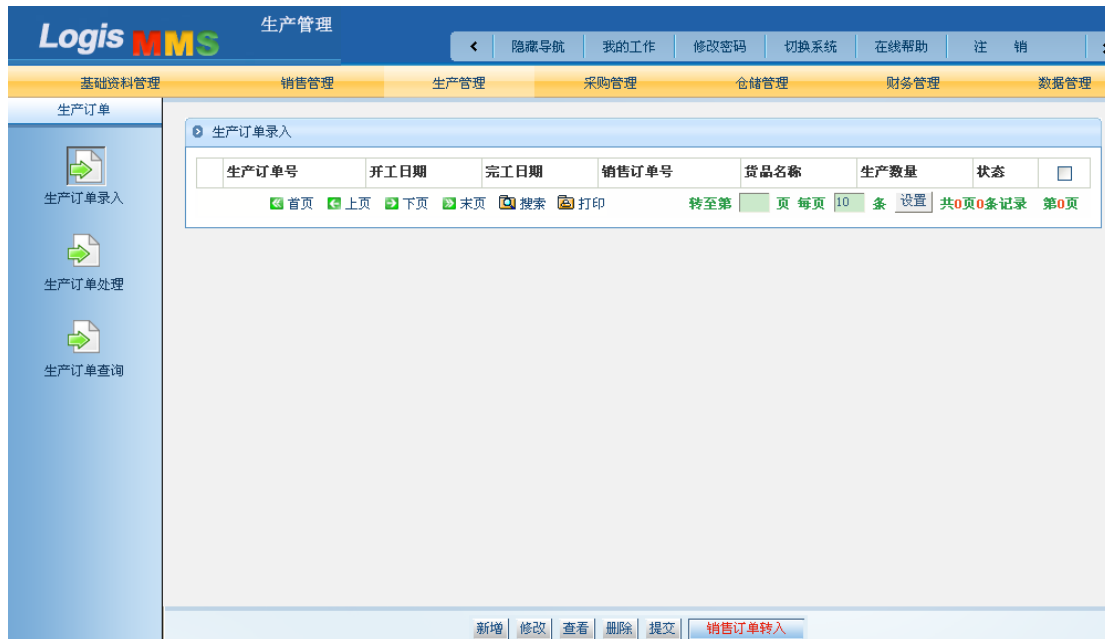 Logis MMS
生产管理
隐藏导航 我的工作 修改密码 切换系统 在线帮助 注 销
基础资料管理 销售管理 生产管理 采购管理 仓储管理 财务管理 数据管理
生产订单
生产订单录入
生产订单号 开工日期 完工日期 销售订单号 货品名称 生产数量 状态
首页 上页 下页 末页 搜索 打印 转至第 页 每页 10 条 设置 共0页0条记录 第0页
生产订单录入
生产订单处理
生产订单查询
新增 修改 查看 删除 提交 销售订单转入